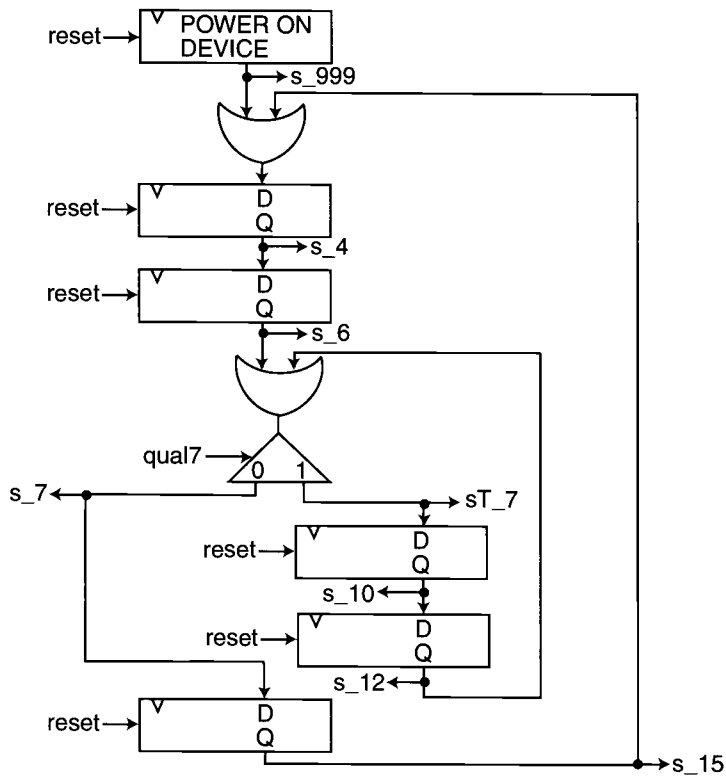 POWER ON
DEVICE
reset
s_999
D
reset
Q
s_4
D
reset
Q
s_6
qual7
0 1
s_7
sT_7
D
reset
Q
s_10
D
reset
Q
s_12
D
reset
Q
s_15